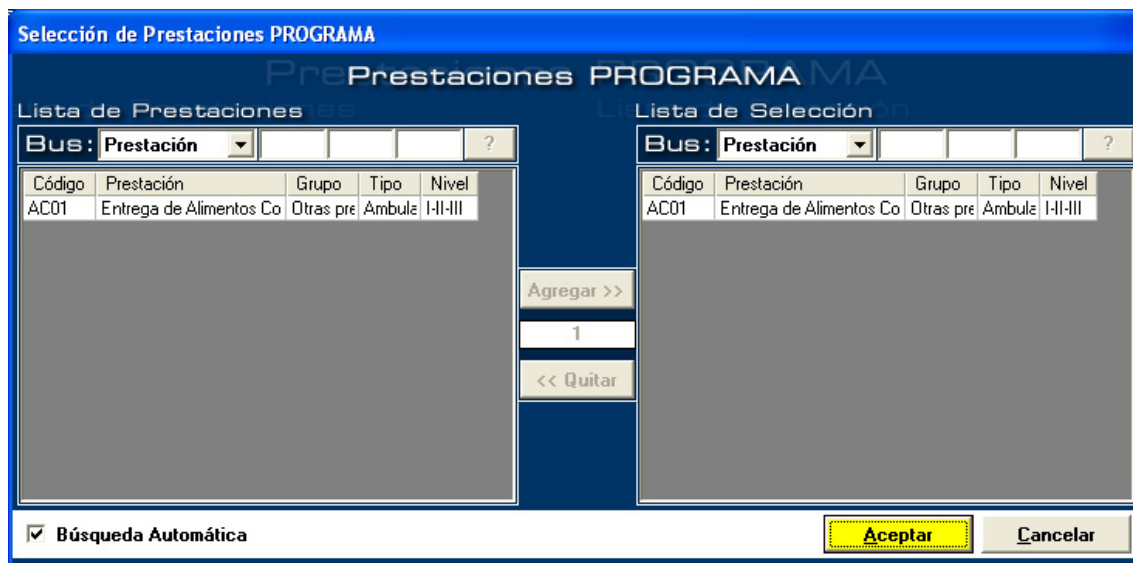 Selección de Prestaciones PROGRAMA
Prestaciones PROGRAMA
Lista de Prestaciones
Lista de Selección
Bus: Prestación ?
Bus: Prestación ?
Código Prestación Grupo Tipo Nivel
AC01 Entrega de Alimentos Co Otras pre Ambula I-II-III
Código Prestación Grupo Tipo Nivel
AC01 Entrega de Alimentos Co Otras pre Ambula I-II-III
Agregar >>
1
<< Quitar
Búsqueda Automática
Aceptar
Cancelar